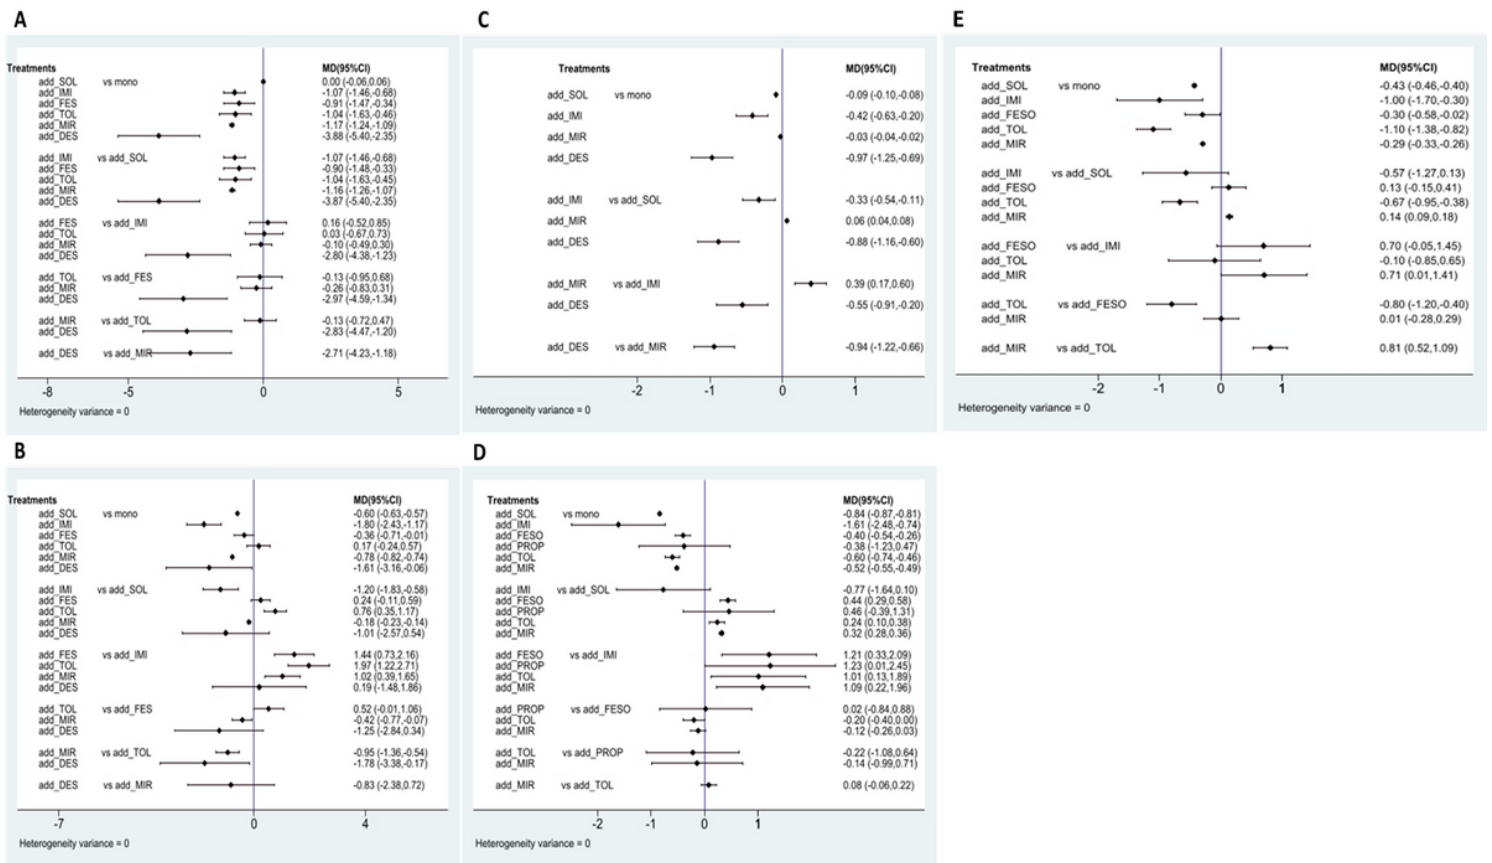 A
Treatments MD(95%CI)
add_SOL vs mono 0.00 (-0.06,0.06)
add_IMI -1.07 (-1.46,-0.68)
add_FES -0.91 (-1.47,-0.34)
add_TOL -1.04 (-1.63,-0.46)
add_MIR -1.17 (-1.24,-1.09)
add_DES -3.88 (-5.40,-2.35)
add_IMI vs add_SOL -1.07 (-1.46,-0.68)
add_FES -0.90 (-1.48,-0.33)
add_TOL -1.04 (-1.63,-0.45)
add_MIR -1.16 (-1.26,-1.07)
add_DES -3.87 (-5.40,-2.35)
add_FES vs add_IMI 0.16 (-0.52,0.85)
add_TOL 0.03 (-0.67,0.73)
add_MIR -0.10 (-0.49,0.30)
add_DES -2.80 (-4.38,-1.23)
add_TOL vs add_FES -0.13 (-0.95,0.68)
add_MIR -0.26 (-0.83,0.31)
add_DES -2.97 (-4.59,-1.34)
add_MIR vs add_TOL -0.13 (-0.72,0.47)
add_DES -2.83 (-4.47,-1.20)
add_DES vs add_MIR -2.71 (-4.23,-1.18)
-8 -5 0 5
Heterogeneity variance = 0
B
Treatments MD(95%CI)
add_SOL vs mono -0.60 (-0.63,-0.57)
add_IMI -1.80 (-2.43,-1.17)
add_FES -0.36 (-0.71,-0.01)
add_TOL 0.17 (-0.24,0.57)
add_MIR -0.78 (-0.82,-0.74)
add_DES -1.61 (-3.16,-0.06)
add_IMI vs add_SOL -1.20 (-1.83,-0.58)
add_FES 0.24 (-0.11,0.59)
add_TOL 0.76 (0.35,1.17)
add_MIR -0.18 (-0.23,-0.14)
add_DES -1.01 (-2.57,0.54)
add_FES vs add_IMI 1.44 (0.73,2.16)
add_TOL 1.97 (1.22,2.71)
add_MIR 1.02 (0.39,1.65)
add_DES 0.19 (-1.48,1.86)
add_TOL vs add_FES 0.52 (-0.01,1.06)
add_MIR -0.42 (-0.77,-0.07)
add_DES -1.25 (-2.84,0.34)
add_MIR vs add_TOL -0.95 (-1.36,-0.54)
add_DES -1.78 (-3.38,-0.17)
add_DES vs add_MIR -0.83 (-2.38,0.72)
-7 0 4
Heterogeneity variance = 0
C
Treatments MD(95%CI)
add_SOL vs mono -0.09 (-0.10,-0.08)
add_IMI -0.42 (-0.63,-0.20)
add_MIR -0.03 (-0.04,-0.02)
add_DES -0.97 (-1.25,-0.69)
add_IMI vs add_SOL -0.33 (-0.54,-0.11)
add_MIR 0.06 (0.04,0.08)
add_DES -0.88 (-1.16,-0.60)
add_MIR vs add_IMI 0.39 (0.17,0.60)
add_DES -0.55 (-0.91,-0.20)
add_DES vs add_MIR -0.94 (-1.22,-0.66)
-2 -1 0 1
Heterogeneity variance = 0
D
Treatments MD(95%CI)
add_SOL vs mono -0.84 (-0.87,-0.81)
add_IMI -1.61 (-2.48,-0.74)
add_FESO -0.40 (-0.54,-0.26)
add_PROP -0.38 (-1.23,0.47)
add_TOL -0.60 (-0.74,-0.46)
add_MIR -0.52 (-0.55,-0.49)
add_IMI vs add_SOL -0.77 (-1.64,0.10)
add_FESO 0.44 (0.29,0.58)
add_PROP 0.46 (-0.39,1.31)
add_TOL 0.24 (0.10,0.38)
add_MIR 0.32 (0.28,0.36)
add_FESO vs add_IMI 1.21 (0.33,2.09)
add_PROP 1.23 (0.01,2.45)
add_TOL 1.01 (0.13,1.89)
add_MIR 1.09 (0.22,1.96)
add_PROP vs add_FESO 0.02 (-0.84,0.88)
add_TOL -0.20 (-0.40,0.00)
add_MIR -0.12 (-0.26,0.03)
add_TOL vs add_PROP -0.22 (-1.08,0.64)
add_MIR -0.14 (-0.99,0.71)
add_MIR vs add_TOL 0.08 (-0.06,0.22)
-2 -1 0 1
Heterogeneity variance = 0
E
Treatments MD(95%CI)
add_SOL vs mono -0.43 (-0.46,-0.40)
add_IMI -1.00 (-1.70,-0.30)
add_FESO -0.30 (-0.58,-0.02)
add_TOL -1.10 (-1.38,-0.82)
add_MIR -0.29 (-0.33,-0.26)
add_IMI vs add_SOL -0.57 (-1.27,0.13)
add_FESO 0.13 (-0.15,0.41)
add_TOL -0.67 (-0.95,-0.38)
add_MIR 0.14 (0.09,0.18)
add_FESO vs add_IMI 0.70 (-0.05,1.45)
add_TOL -0.10 (-0.85,0.65)
add_MIR 0.71 (0.01,1.41)
add_TOL vs add_FESO -0.80 (-1.20,-0.40)
add_MIR 0.01 (-0.28,0.29)
add_MIR vs add_TOL 0.81 (0.52,1.09)
-2 -1 0 1
Heterogeneity variance = 0